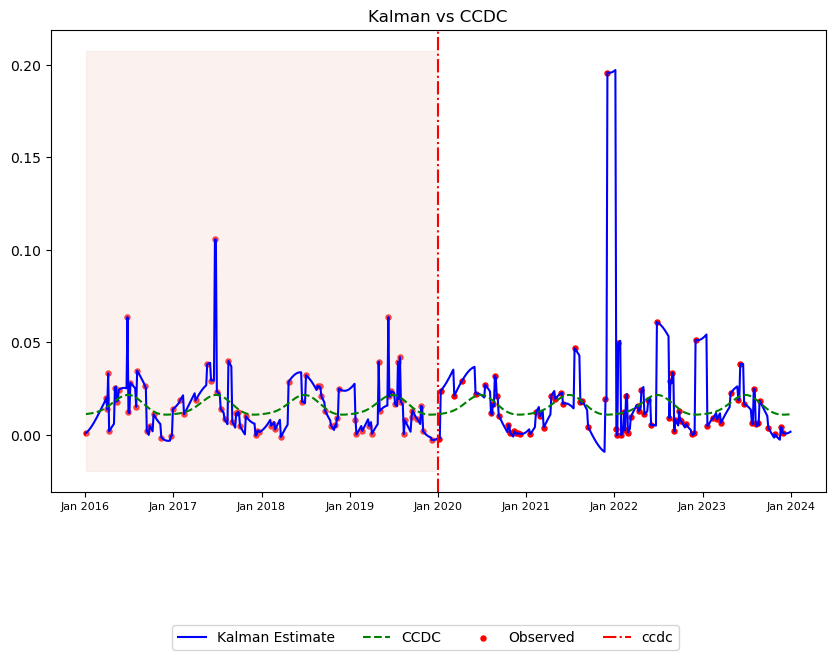 Kalman vs CCDC
0.20
0.15
0.10
0.05
0.00
Jan 2016 Jan 2017 Jan 2018 Jan 2019 Jan 2020 Jan 2021 Jan 2022 Jan 2023 Jan 2024
Kalman Estimate CCDC Observed ccdc